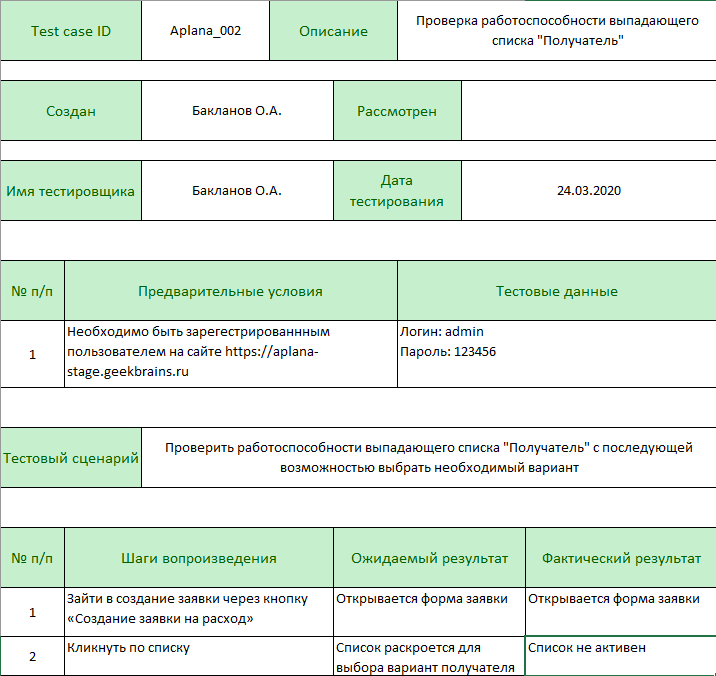 Test case ID
Aplana_002
Описание
Проверка работоспособности выпадающего
списка "Получатель"
Создан
Бакланов О.А.
Рассмотрен
Имя тестировщика
Бакланов О.А.
Дата
тестирования
24.03.2020
№ п/п
Предварительные условия
Тестовые данные
1
Необходимо быть зарегестрированнным
пользователем на сайте https://aplana-
stage.geekbrains.ru
Логин: admin
Пароль: 123456
Тестовый сценарий
Проверить работоспособности выпадающего списка "Получатель" с последующей
возможностью выбрать необходимый вариант
№ п/п
Шаги вопроизведения
Ожидаемый результат
Фактический результат
1
Зайти в создание заявки через кнопку
«Создание заявки на расход»
Открывается форма заявки
Открывается форма заявки
2
Кликнуть по списку
Список раскроется для
выбора вариант получателя
Список не активен